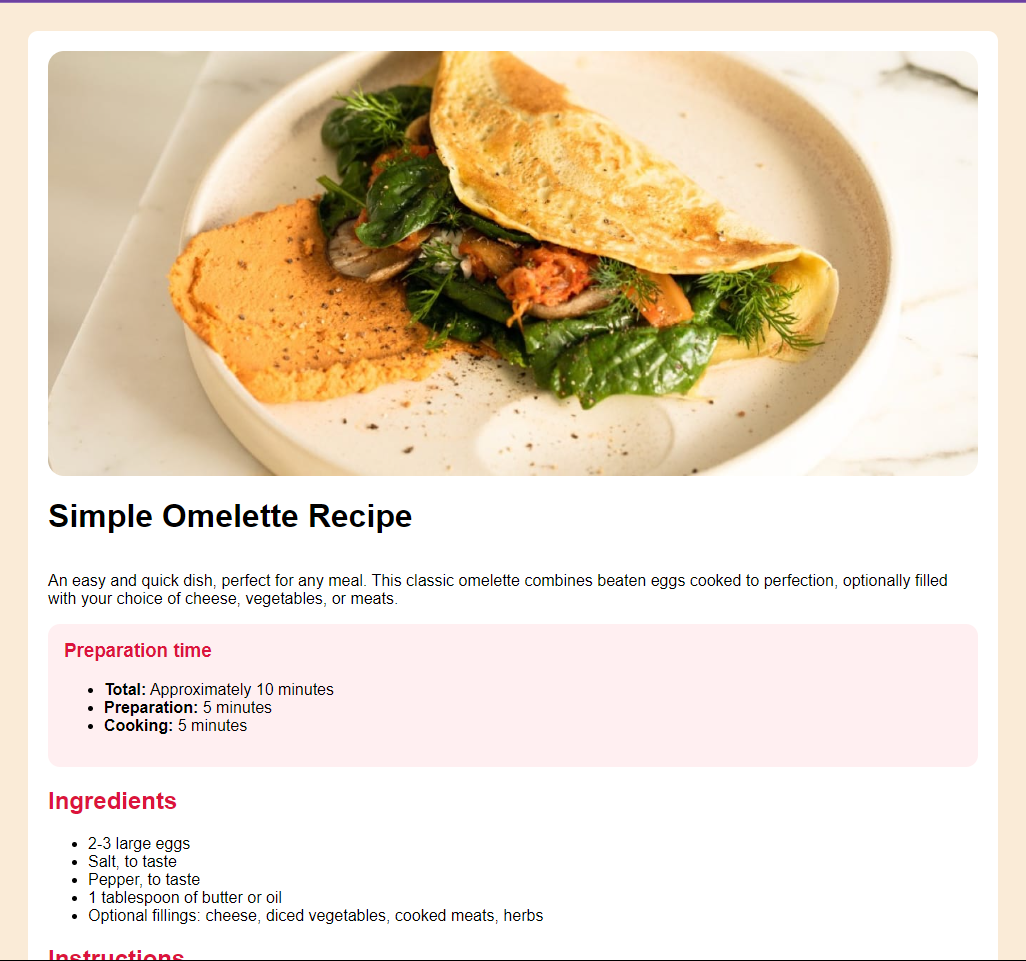 Simple Omelette Recipe
An easy and quick dish, perfect for any meal. This classic omelette combines beaten eggs cooked to perfection, optionally filled
with your choice of cheese, vegetables, or meats.
Preparation time
Total: Approximately 10 minutes
Preparation: 5 minutes
Cooking: 5 minutes
Ingredients
2-3 large eggs
Salt, to taste
Pepper, to taste
1 tablespoon of butter or oil
Optional fillings: cheese, diced vegetables, cooked meats, herbs
Instructions